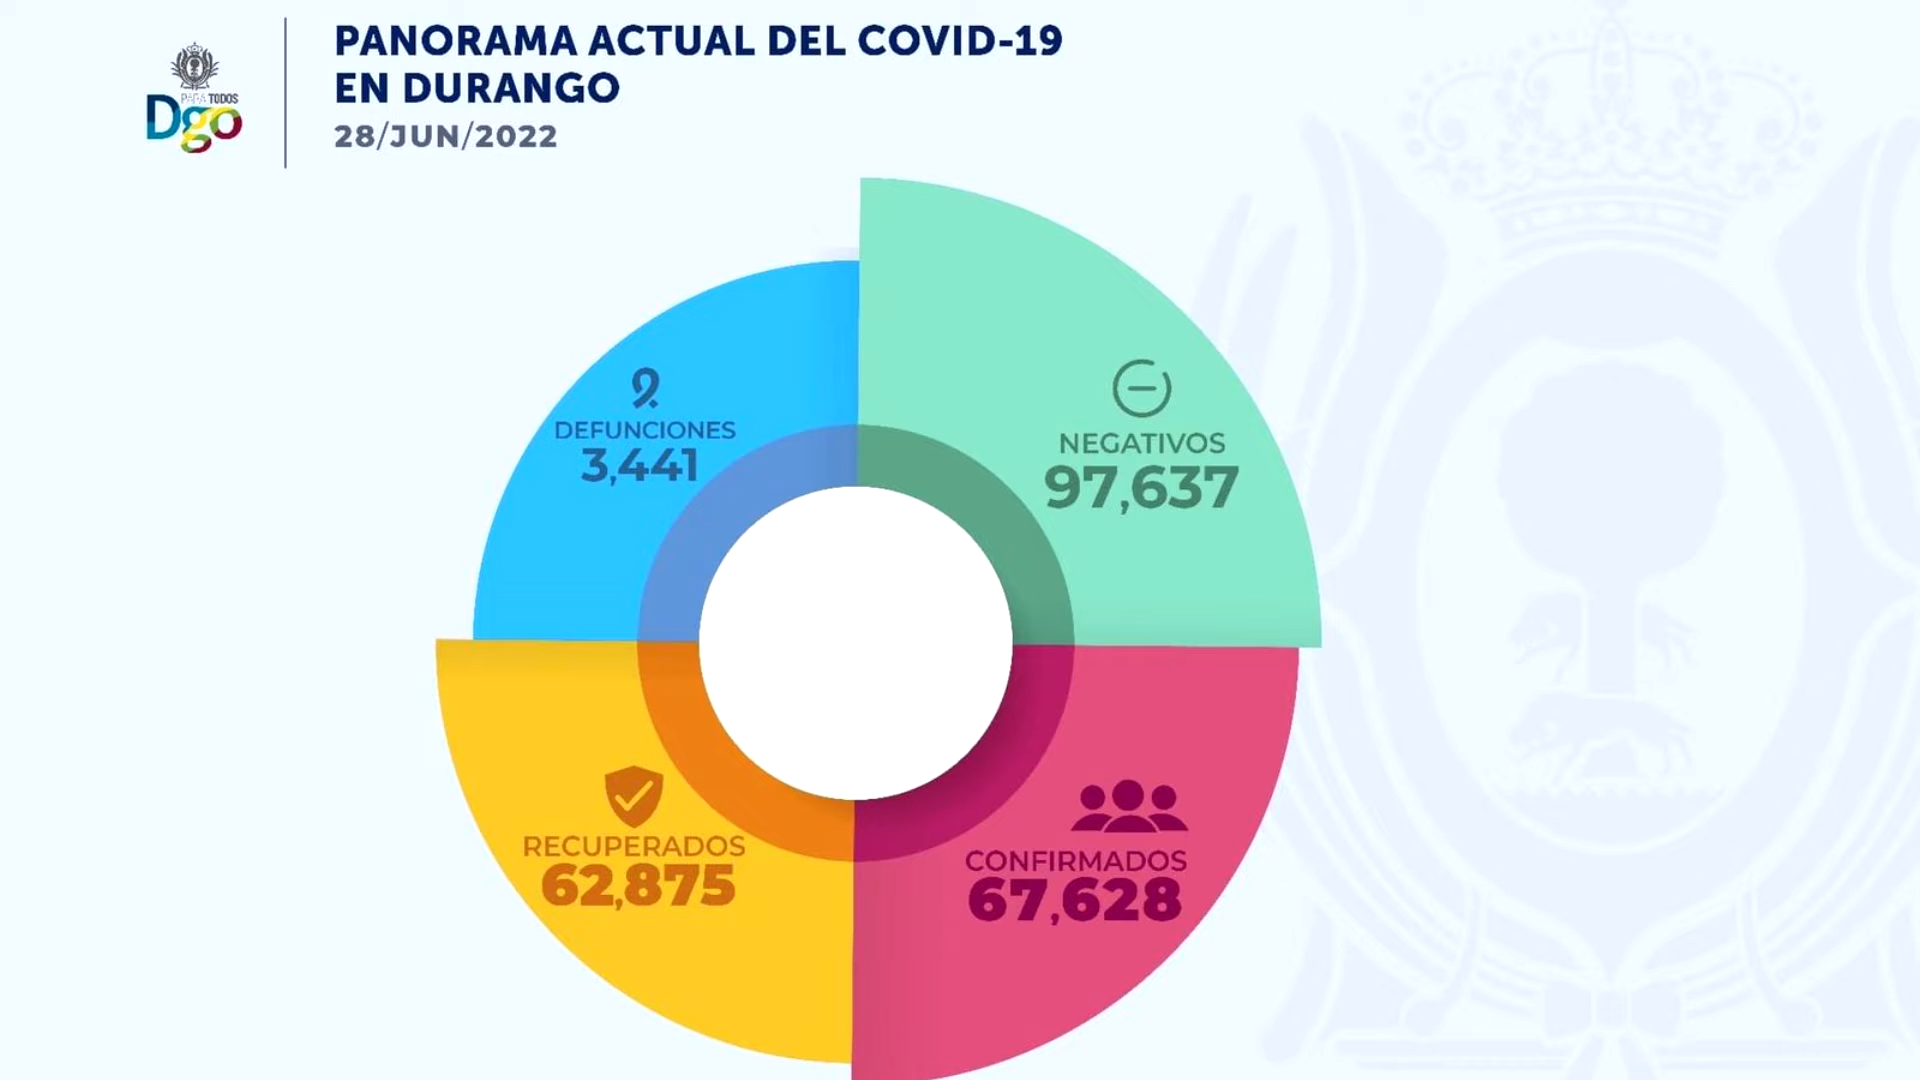 PARA TODOS
Dgo
PANORAMA ACTUAL DEL COVID-19
EN DURANGO
28/JUN/2022
DEFUNCIONES
3,441
NEGATIVOS
97,637
RECUPERADOS
62,875
CONFIRMADOS
67,628